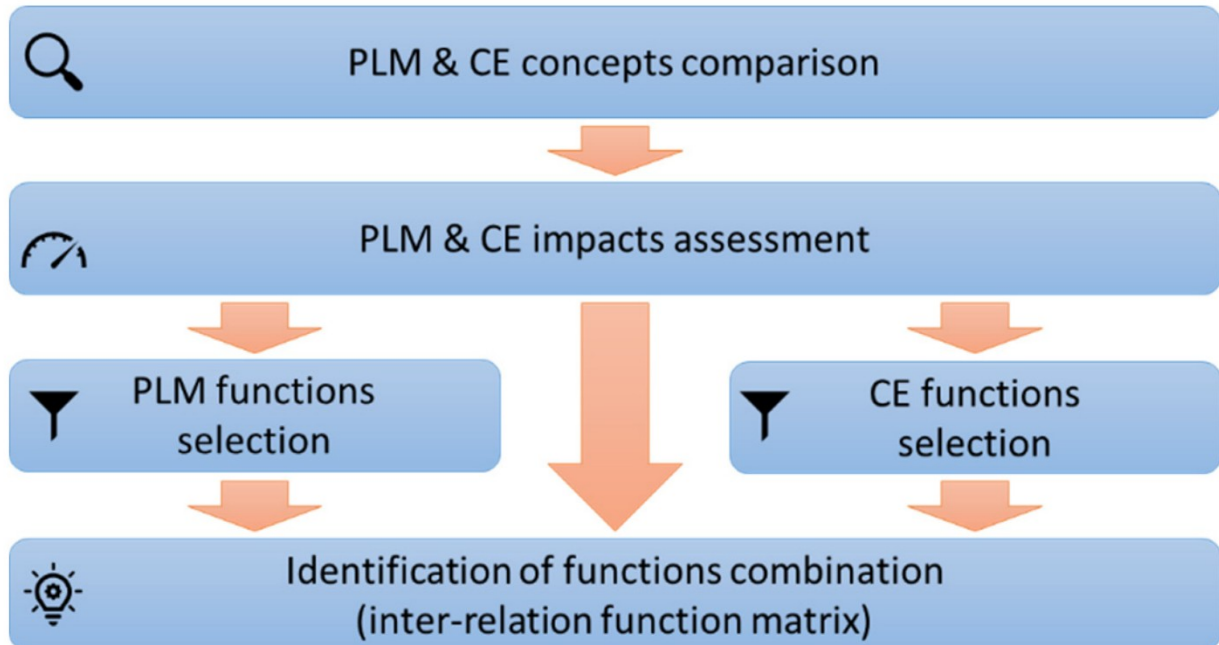 PLM & CE concepts comparison
PLM & CE impacts assessment
PLM functions
selection
CE functions
selection
Identification of functions combination
(inter-relation function matrix)